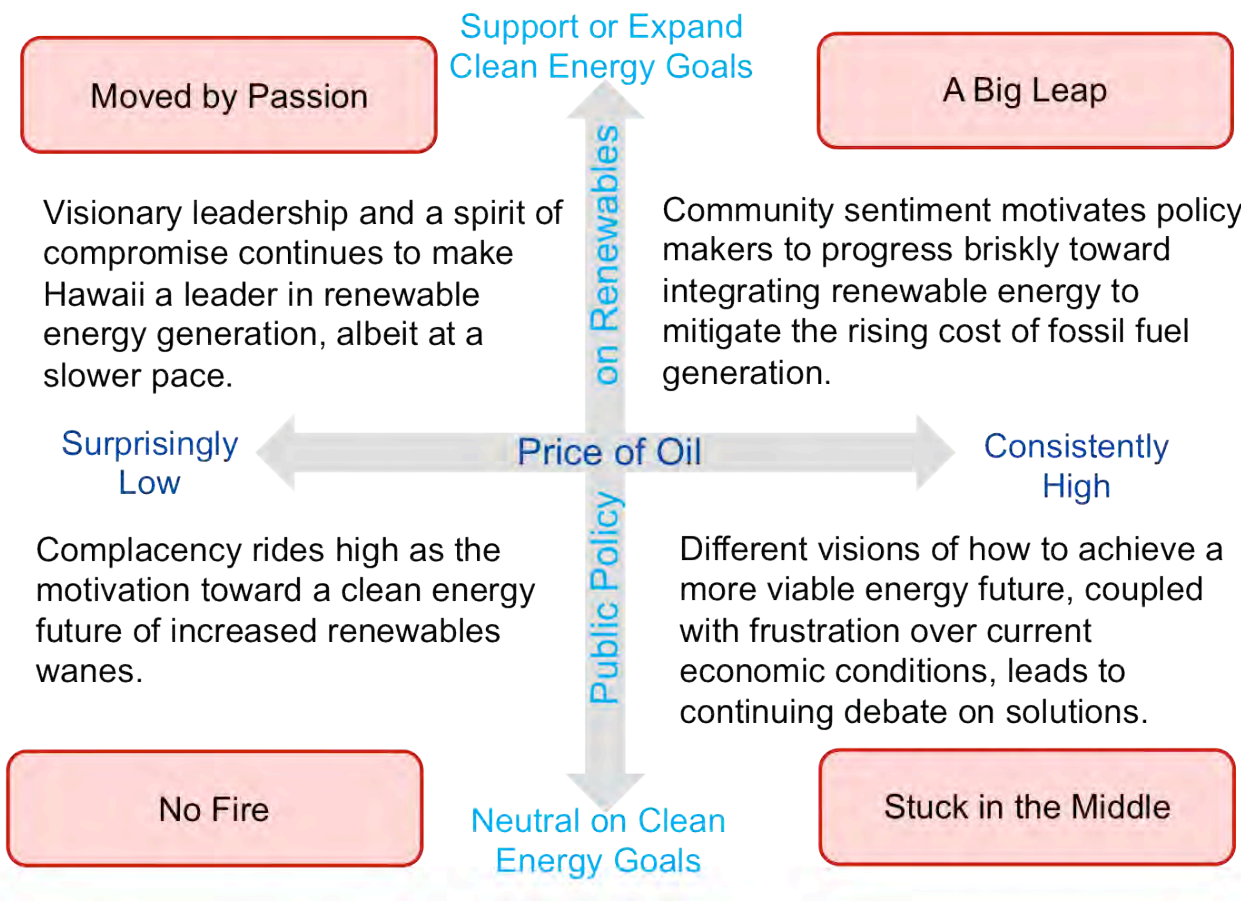 Support or Expand
Clean Energy Goals
Moved by Passion
A Big Leap
Visionary leadership and a spirit of
compromise continues to make
Hawaii a leader in renewable
energy generation, albeit at a
slower pace.
Community sentiment motivates policy
makers to progress briskly toward
integrating renewable energy to
mitigate the rising cost of fossil fuel
generation.
Public Policy on Renewables
Surprisingly
Low
Price of Oil
Consistently
High
Complacency rides high as the
motivation toward a clean energy
future of increased renewables
wanes.
Different visions of how to achieve a
more viable energy future, coupled
with frustration over current
economic conditions, leads to
continuing debate on solutions.
No Fire
Stuck in the Middle
Neutral on Clean
Energy Goals